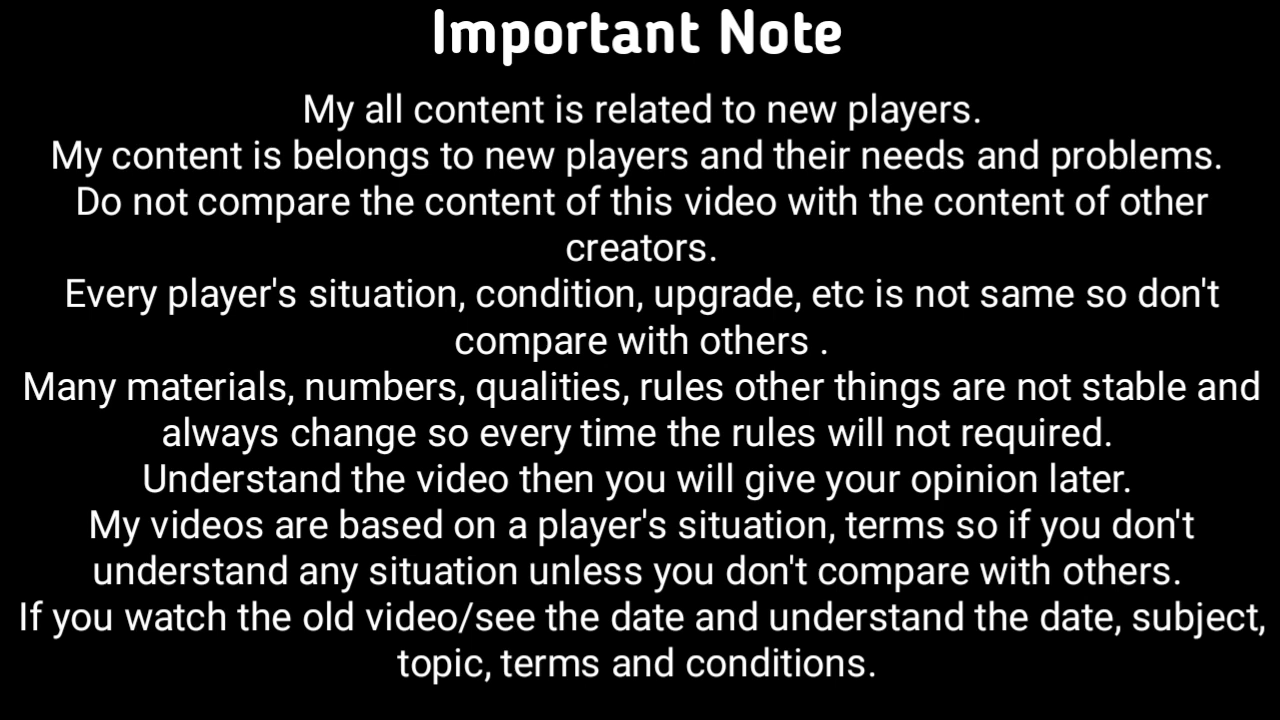 Important Note
My all content is related to new players.
My content is belongs to new players and their needs and problems.
Do not compare the content of this video with the content of other
creators.
Every player's situation, condition, upgrade, etc is not same so don't
compare with others .
Many materials, numbers, qualities, rules other things are not stable and
always change so every time the rules will not required.
Understand the video then you will give your opinion later.
My videos are based on a player's situation, terms so if you don't
understand any situation unless you don't compare with others.
If you watch the old video/see the date and understand the date, subject,
topic, terms and conditions.